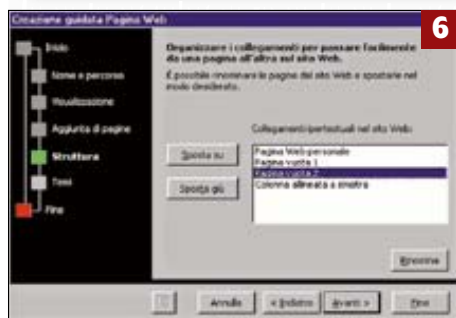 Creazione guidata Pagina Web
6
Inizio
Nome e percorso
Visualizzazione
Aggiunta di pagine
Struttura
Temi
Fine
Organizzare i collegamenti per passare facilmente
da una pagina all'altra sul sito Web.
È possibile rinominare le pagine del sito Web e spostarle nel
modo desiderato.
Collegamenti ipertestuali nel sito Web:
Sposta su
Sposta giù
Pagina Web personale
Pagina vuota 1
Pagina vuota 2
Colonna allineata a sinistra
Rinomina
Annulla
< Indietro
Avanti >
Fine